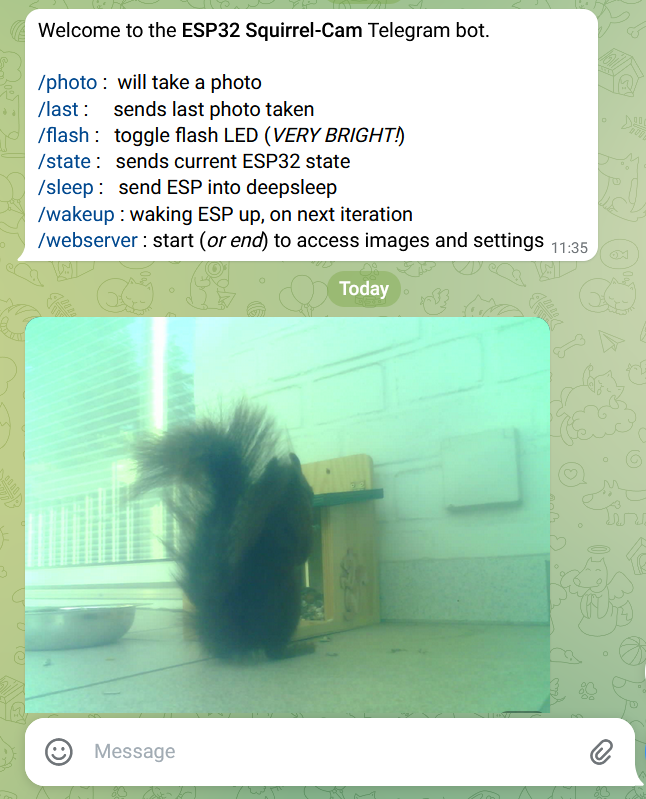 Welcome to the ESP32 Squirrel-Cam Telegram bot.
/photo : will take a photo
/last : sends last photo taken
/flash : toggle flash LED (VERY BRIGHT!)
/state : sends current ESP32 state
/sleep : send ESP into deepsleep
/wakeup : waking ESP up, on next iteration
/webserver : start (or end) to access images and settings 11:35
Today
Message